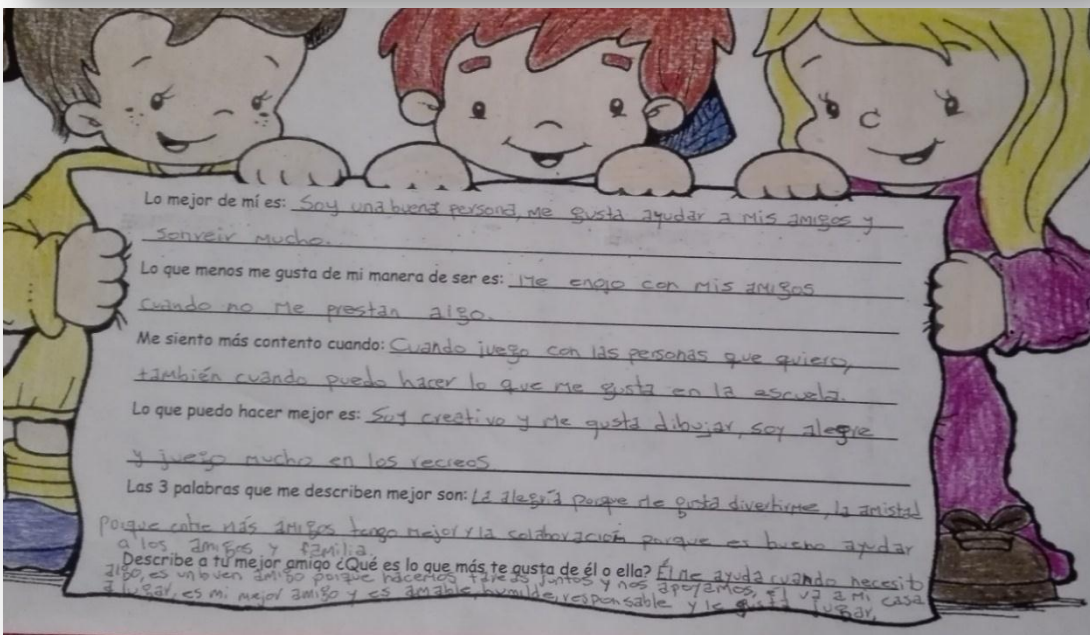 Lo mejor de mí es: Soy una buena persona, me gusta ayudar a mis amigos y
sonreir mucho.
Lo que menos me gusta de mi manera de ser es: Me enojo con mis amigos
cuando no me prestan algo.
Me siento más contento cuando: Cuando juego con las personas que quiero,
también cuando puedo hacer lo que me gusta en la escuela.
Lo que puedo hacer mejor es: Soy creativo y me gusta dibujar, soy alegre
y juego mucho en los recreos
Las 3 palabras que me describen mejor son: La alegría porque me gusta divertirme, la amistad
porque entre más amigos tengo mejor y la colaboración porque es bueno ayudar
a los amigos y familia.
Describe a tu mejor amigo ¿Qué es lo que más te gusta de él o ella? Él me ayuda cuando necesito
algo, es un buen amigo porque hacemos tareas juntos y nos apoyamos, el va a mi casa
a jugar, es mi mejor amigo y es amable, humilde, responsable y le gusta jugar,